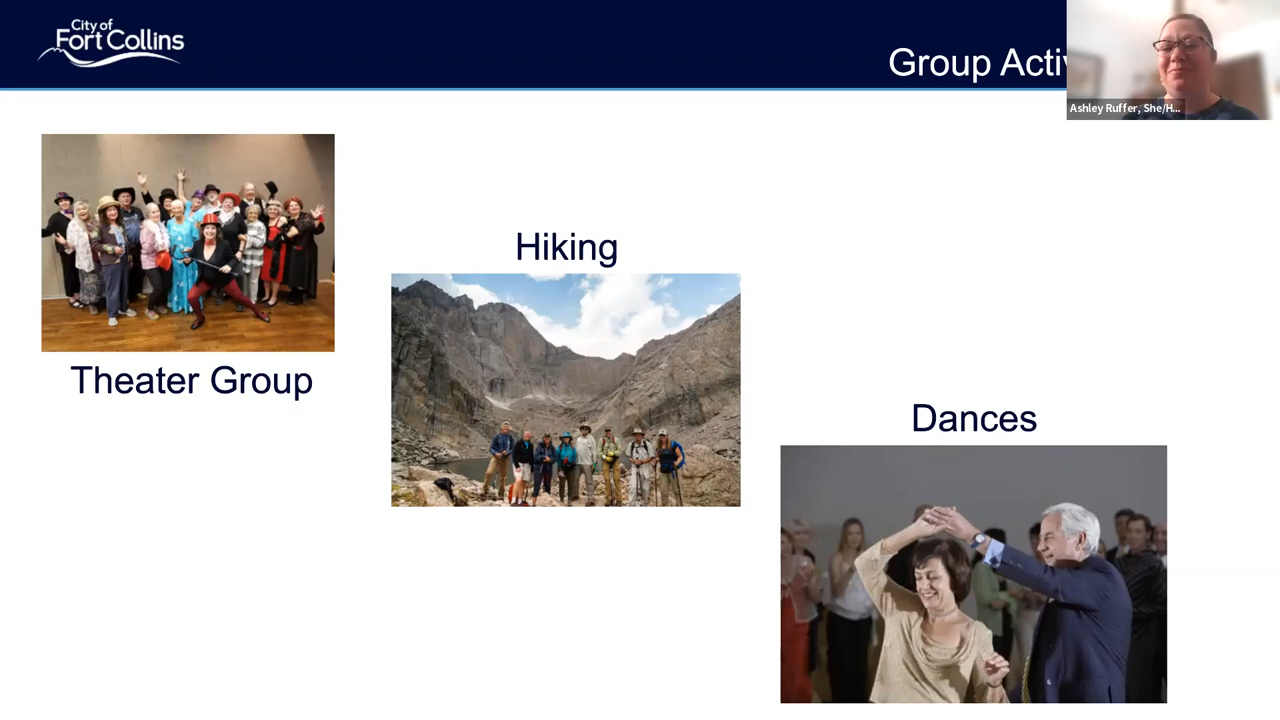 City of
Fort Collins
Group Acti
Ashley Ruffer, She/H...
Hiking
Theater Group
Dances